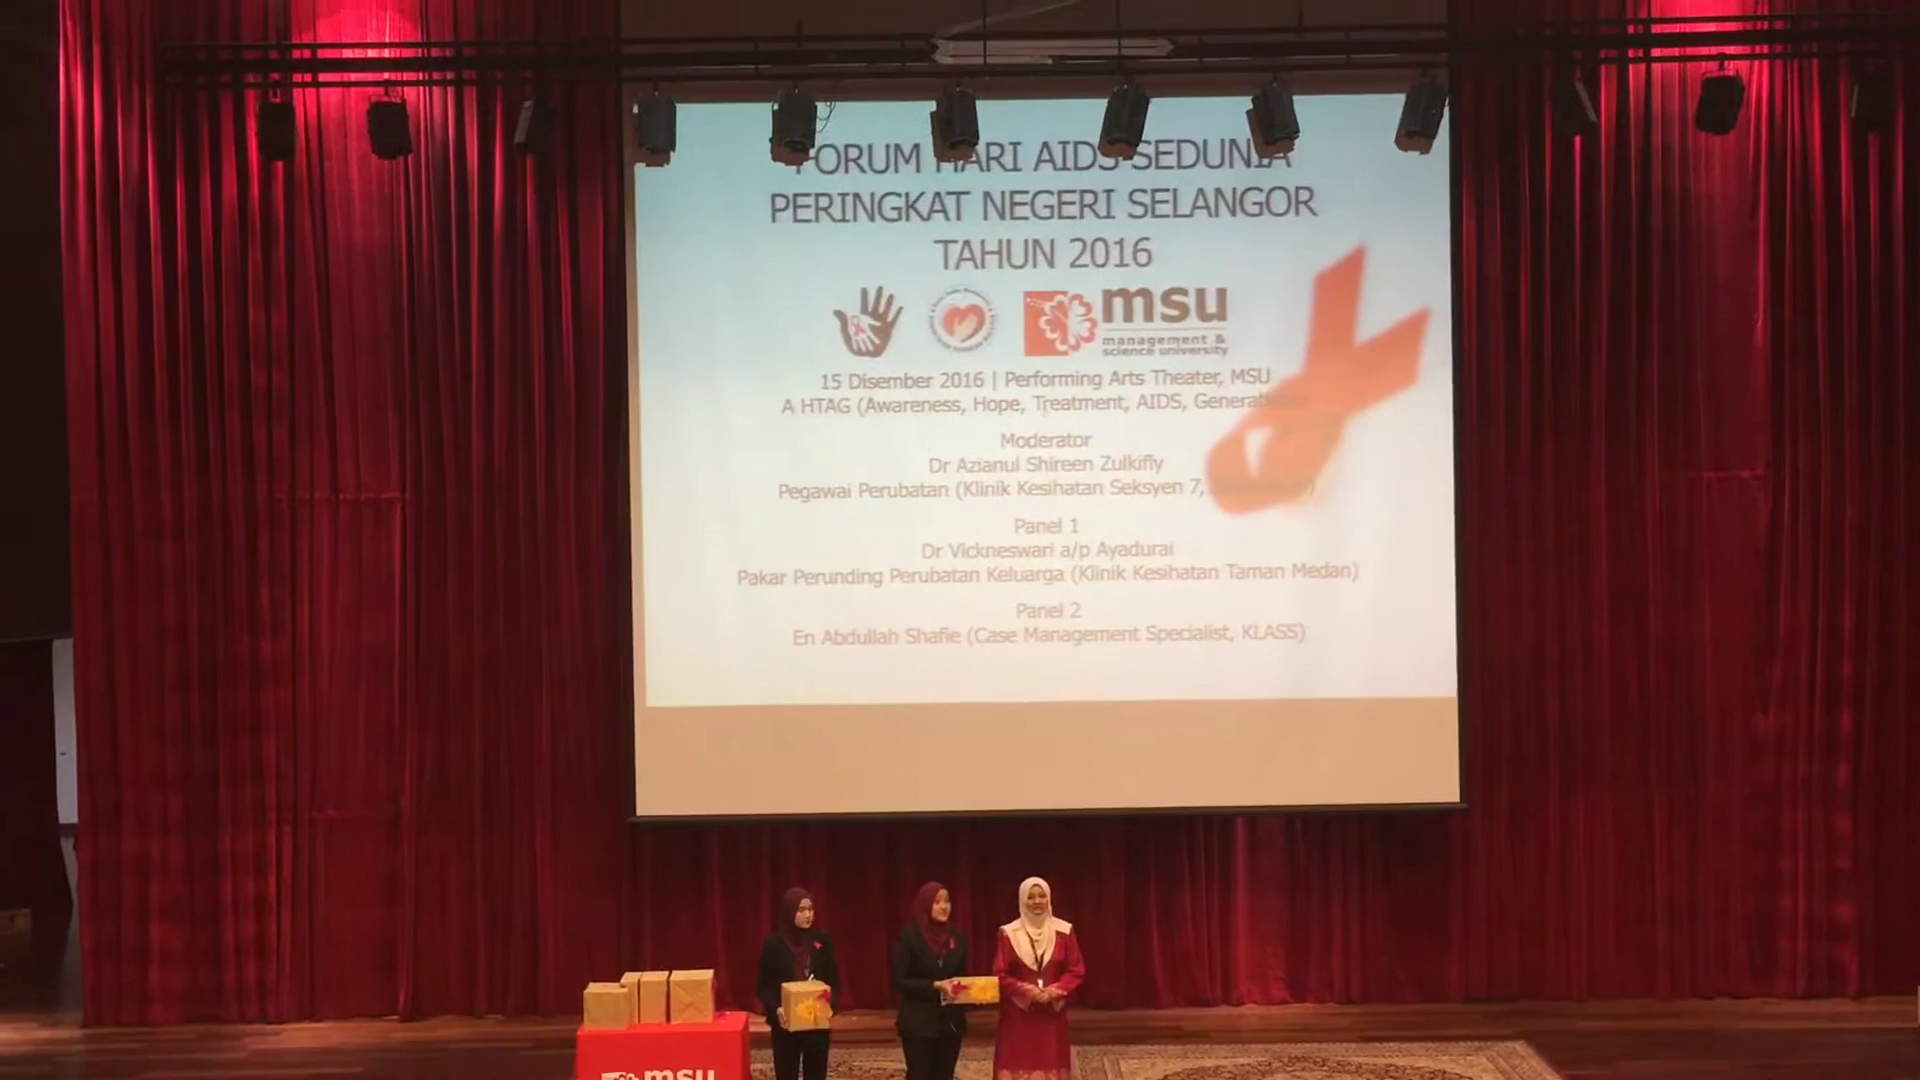 FORUM HARI AIDS SEDUNIA
PERINGKAT NEGERI SELANGOR
TAHUN 2016
msu
management &
science university
15 Disember 2016 | Performing Arts Theater, MSU
A HTAG (Awareness, Hope, Treatment, AIDS,
Moderator
Dr Azianul Shireen Zulkifly
Pegawai Perubatan (Klinik Kesihatan Seksyen 7,
Panel 1
Dr Vickneswari a/p Ayadurai
Pakar Perunding Perubatan Keluarga (Klinik Kesihatan Taman Medan)
Panel 2
En Abdullah Shafie (Case Management Specialist, KLASS)
msu